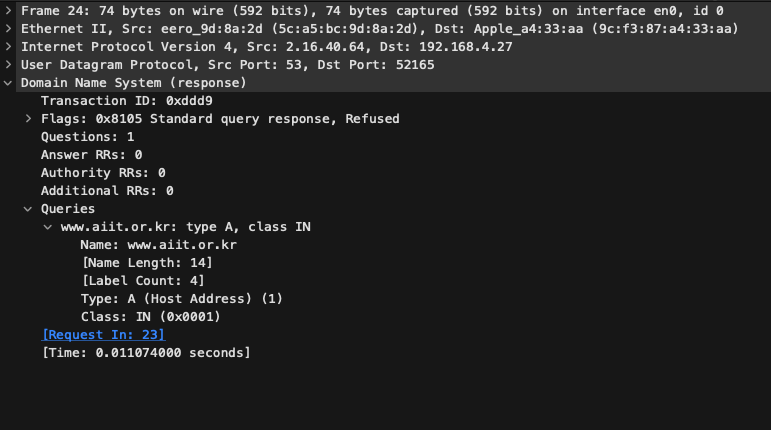 Frame 24: 74 bytes on wire (592 bits), 74 bytes captured (592 bits) on interface en0, id 0
Ethernet II, Src: eero_9d:8a:2d (5c:a5:bc:9d:8a:2d), Dst: Apple_a4:33:aa (9c:f3:87:a4:33:aa)
Internet Protocol Version 4, Src: 2.16.40.64, Dst: 192.168.4.27
User Datagram Protocol, Src Port: 53, Dst Port: 52165
Domain Name System (response)
Transaction ID: 0xddd9
Flags: 0x8105 Standard query response, Refused
Questions: 1
Answer RRs: 0
Authority RRs: 0
Additional RRs: 0
Queries
www.aiit.or.kr: type A, class IN
Name: www.aiit.or.kr
[Name Length: 14]
[Label Count: 4]
Type: A (Host Address) (1)
Class: IN (0x0001)
[Request In: 23]
[Time: 0.011074000 seconds]